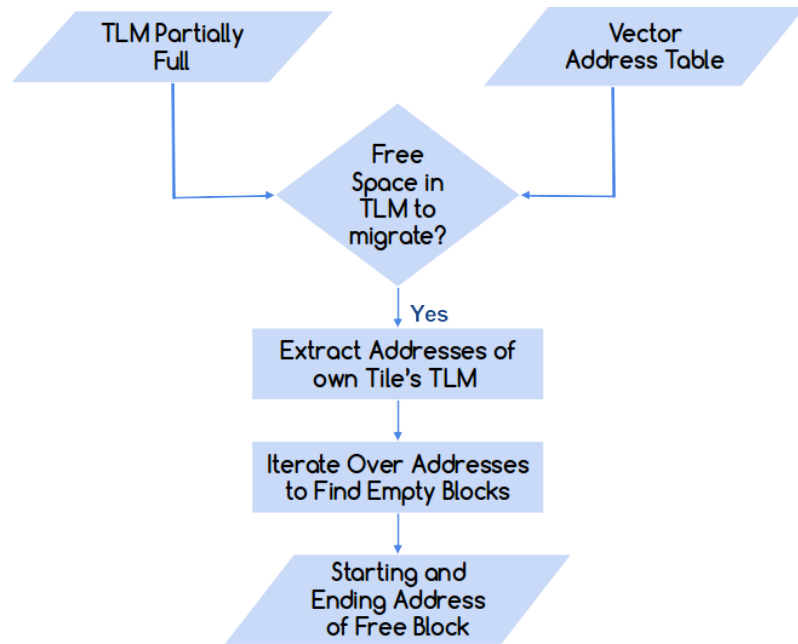 TLM Partially
Full
Vector
Address Table
Free
Space in
TLM to
migrate?
Yes
Extract Addresses of
own Tile's TLM
Iterate Over Addresses
to Find Empty Blocks
Starting and
Ending Address
of Free Block